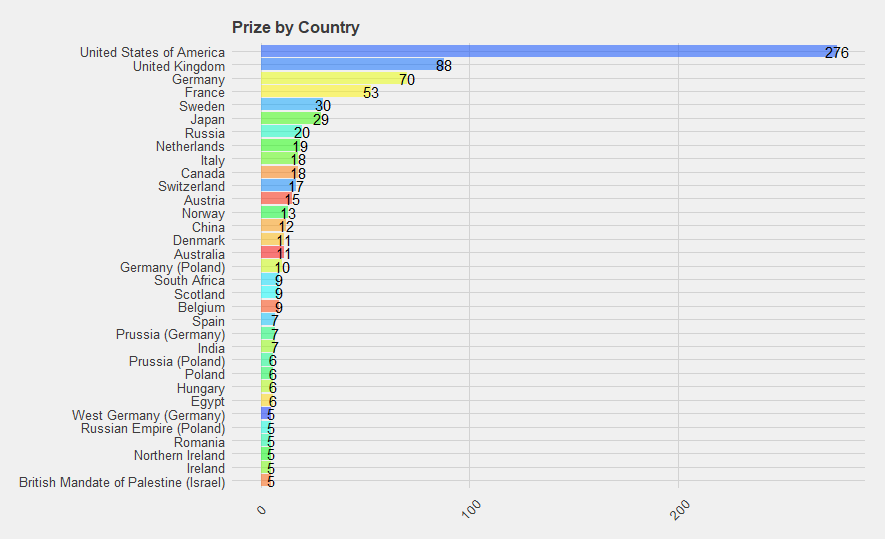 Prize by Country
United States of America 276
United Kingdom 88
Germany 70
France 53
Sweden 30
Japan 29
Russia 20
Netherlands 19
Italy 18
Canada 18
Switzerland 17
Austria 15
Norway 13
China 12
Denmark 11
Australia 11
Germany (Poland) 10
South Africa 9
Scotland 9
Belgium 9
Spain 7
Prussia (Germany) 7
India 7
Prussia (Poland) 6
Poland 6
Hungary 6
Egypt 6
West Germany (Germany) 5
Russian Empire (Poland) 5
Romania 5
Northern Ireland 5
Ireland 5
British Mandate of Palestine (Israel) 5
0 100 200